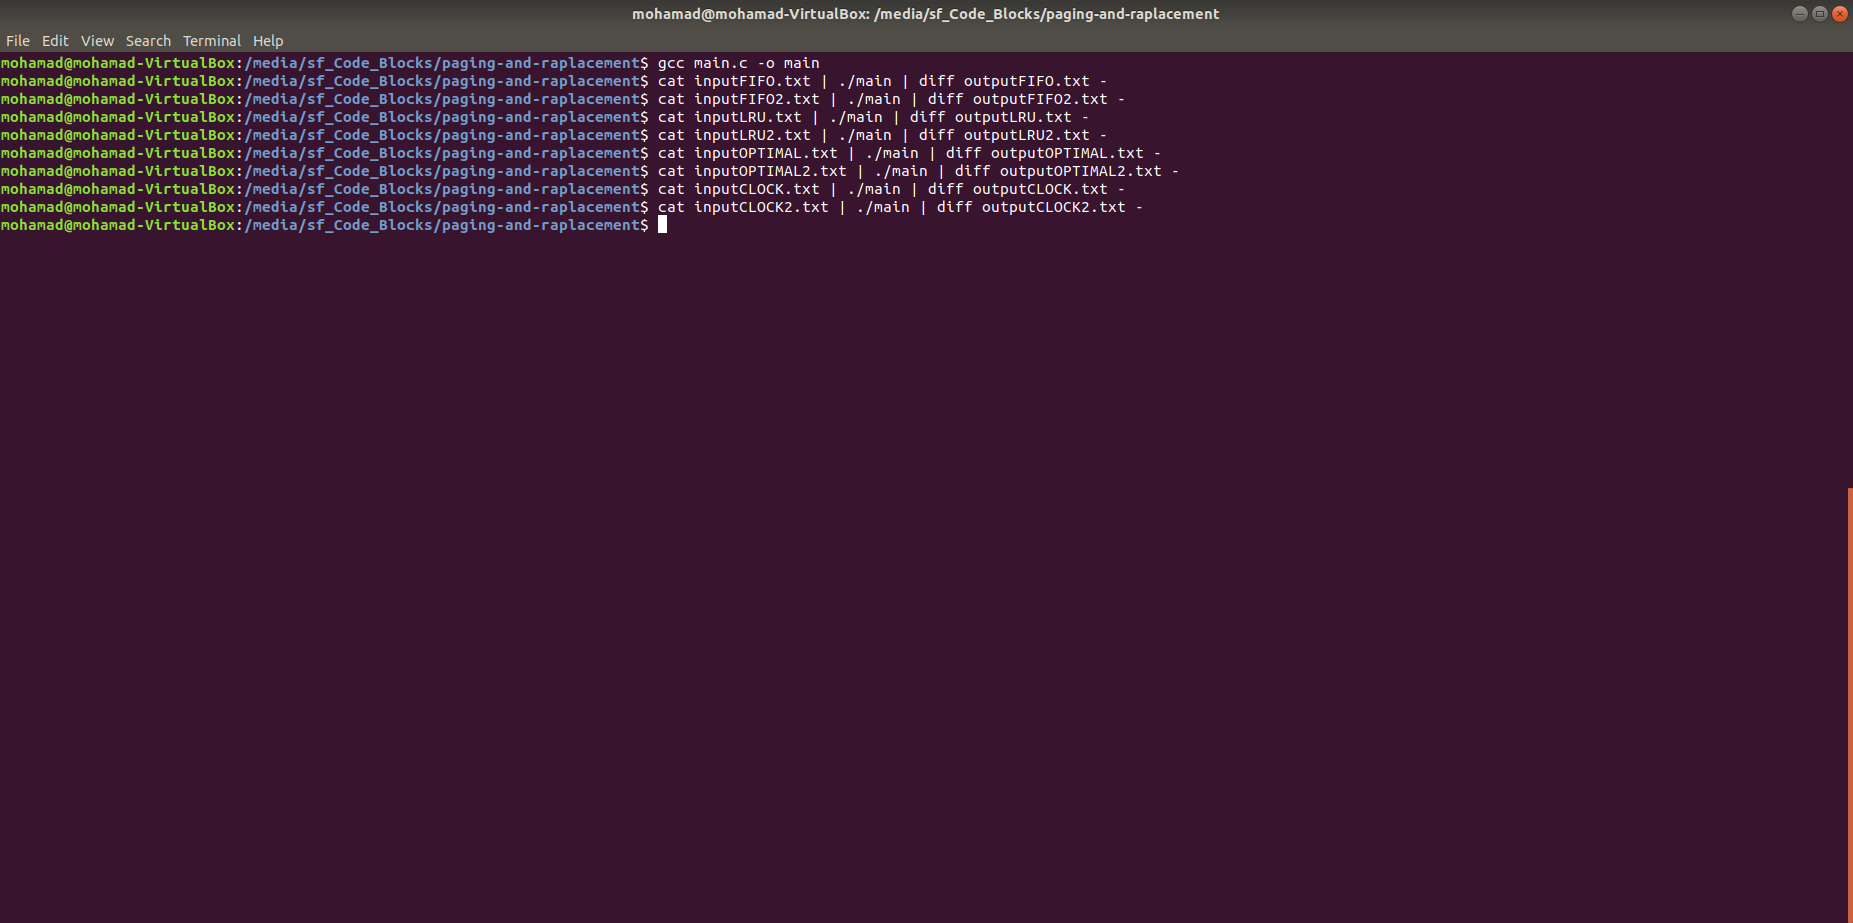 mohamad@mohamad-VirtualBox: /media/sf_Code_Blocks/paging-and-raplacement
File Edit View Search Terminal Help
mohamad@mohamad-VirtualBox:/media/sf_Code_Blocks/paging-and-raplacement$ gcc main.c -o main
mohamad@mohamad-VirtualBox:/media/sf_Code_Blocks/paging-and-raplacement$ cat inputFIFO.txt | ./main | diff outputFIFO.txt -
mohamad@mohamad-VirtualBox:/media/sf_Code_Blocks/paging-and-raplacement$ cat inputFIFO2.txt | ./main | diff outputFIFO2.txt -
mohamad@mohamad-VirtualBox:/media/sf_Code_Blocks/paging-and-raplacement$ cat inputLRU.txt | ./main | diff outputLRU.txt -
mohamad@mohamad-VirtualBox:/media/sf_Code_Blocks/paging-and-raplacement$ cat inputLRU2.txt | ./main | diff outputLRU2.txt -
mohamad@mohamad-VirtualBox:/media/sf_Code_Blocks/paging-and-raplacement$ cat inputOPTIMAL.txt | ./main | diff outputOPTIMAL.txt -
mohamad@mohamad-VirtualBox:/media/sf_Code_Blocks/paging-and-raplacement$ cat inputOPTIMAL2.txt | ./main | diff outputOPTIMAL2.txt -
mohamad@mohamad-VirtualBox:/media/sf_Code_Blocks/paging-and-raplacement$ cat inputCLOCK.txt | ./main | diff outputCLOCK.txt -
mohamad@mohamad-VirtualBox:/media/sf_Code_Blocks/paging-and-raplacement$ cat inputCLOCK2.txt | ./main | diff outputCLOCK2.txt -
mohamad@mohamad-VirtualBox:/media/sf_Code_Blocks/paging-and-raplacement$